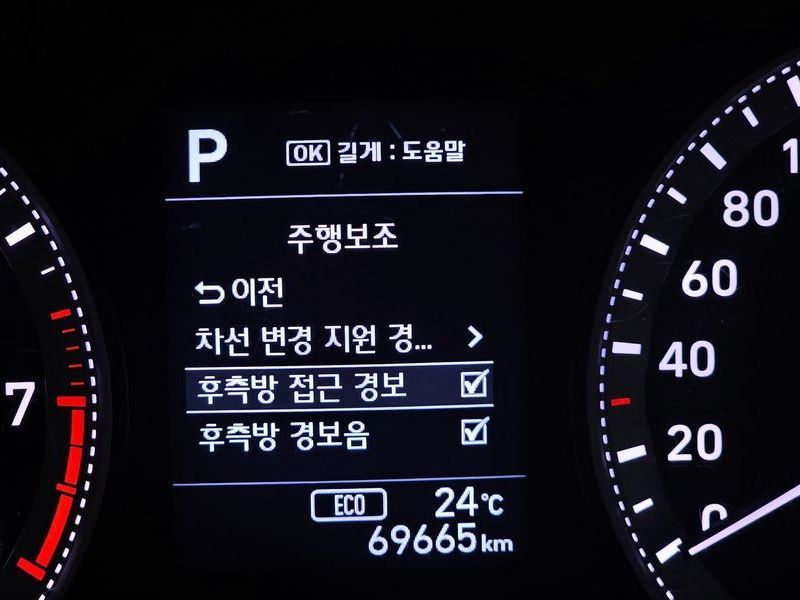 P
OK 길게 : 도움말
주행보조
이전
차선 변경 지원 경...
후측방 접근 경보
후측방 경보음
ECO 24℃
69665 km
7
80
60
40
20
0